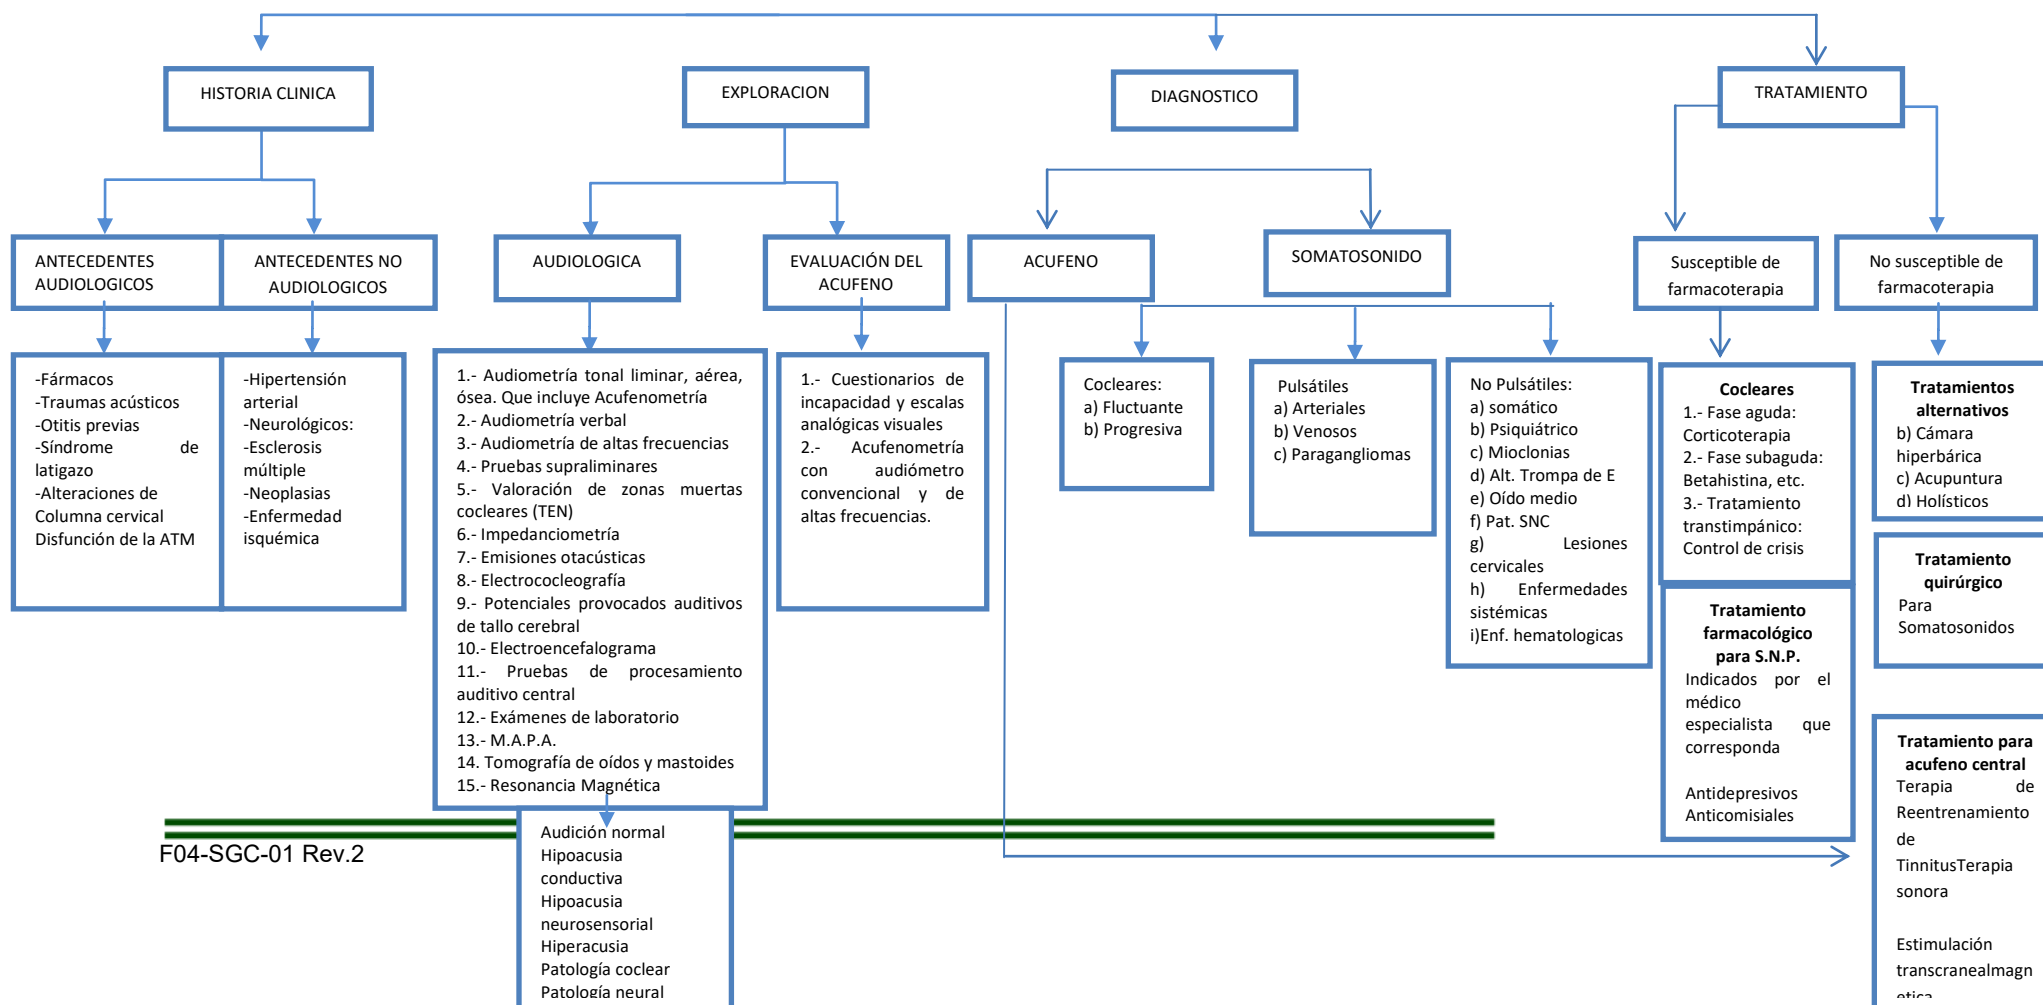 HISTORIA CLINICA
EXPLORACION
DIAGNOSTICO
TRATAMIENTO
ANTECEDENTES
AUDIOLOGICOS
ANTECEDENTES NO
AUDIOLOGICOS
AUDIOLOGICA
EVALUACIÓN DEL
ACUFENO
ACUFENO
SOMATOSONIDO
Susceptible de
farmacoterapia
No susceptible de
farmacoterapia
-Fármacos
-Traumas acústicos
-Otitis previas
-Síndrome de
latigazo
-Alteraciones de
Columna cervical
Disfunción de la ATM
-Hipertensión
arterial
-Neurológicos:
-Esclerosis
múltiple
-Neoplasias
-Enfermedad
isquémica
1.- Audiometría tonal liminar, aérea,
ósea. Que incluye Acufenometría
2.- Audiometría verbal
3.- Audiometría de altas frecuencias
4.- Pruebas supraliminares
5.- Valoración de zonas muertas
cocleares (TEN)
6.- Impedanciometría
7.- Emisiones otacústicas
8.- Electrococleografía
9.- Potenciales provocados auditivos
de tallo cerebral
10.- Electroencefalograma
11.- Pruebas de procesamiento
auditivo central
12.- Exámenes de laboratorio
13.- M.A.P.A.
14. Tomografía de oídos y mastoides
15.- Resonancia Magnética
1.- Cuestionarios de
incapacidad y escalas
analógicas visuales
2.- Acufenometría
con audiómetro
convencional y de
altas frecuencias.
Cocleares:
a) Fluctuante
b) Progresiva
Pulsátiles
a) Arteriales
b) Venosos
c) Paragangliomas
No Pulsátiles:
a) somático
b) Psiquiátrico
c) Mioclonias
d) Alt. Trompa de E
e) Oído medio
f) Pat. SNC
g) Lesiones
cervicales
h) Enfermedades
sistémicas
i)Enf. hematologicas
Cocleares
1.- Fase aguda:
Corticoterapia
2.- Fase subaguda:
Betahistina, etc.
3.- Tratamiento
transtimpánico:
Control de crisis
Tratamientos
alternativos
b) Cámara
hiperbárica
c) Acupuntura
d) Holísticos
Tratamiento
quirúrgico
Para
Somatosonidos
Tratamiento
farmacológico
para S.N.P.
Indicados por el
médico
especialista que
corresponda
Antidepresivos
Anticomisiales
Tratamiento para
acufeno central
Terapia de
Reentrenamiento
de
TinnitusTerapia
sonora
Estimulación
transcranealmagn
etica
Audición normal
Hipoacusia
conductiva
Hipoacusia
neurosensorial
Hiperacusia
Patología coclear
Patología neural
F04-SGC-01 Rev.2